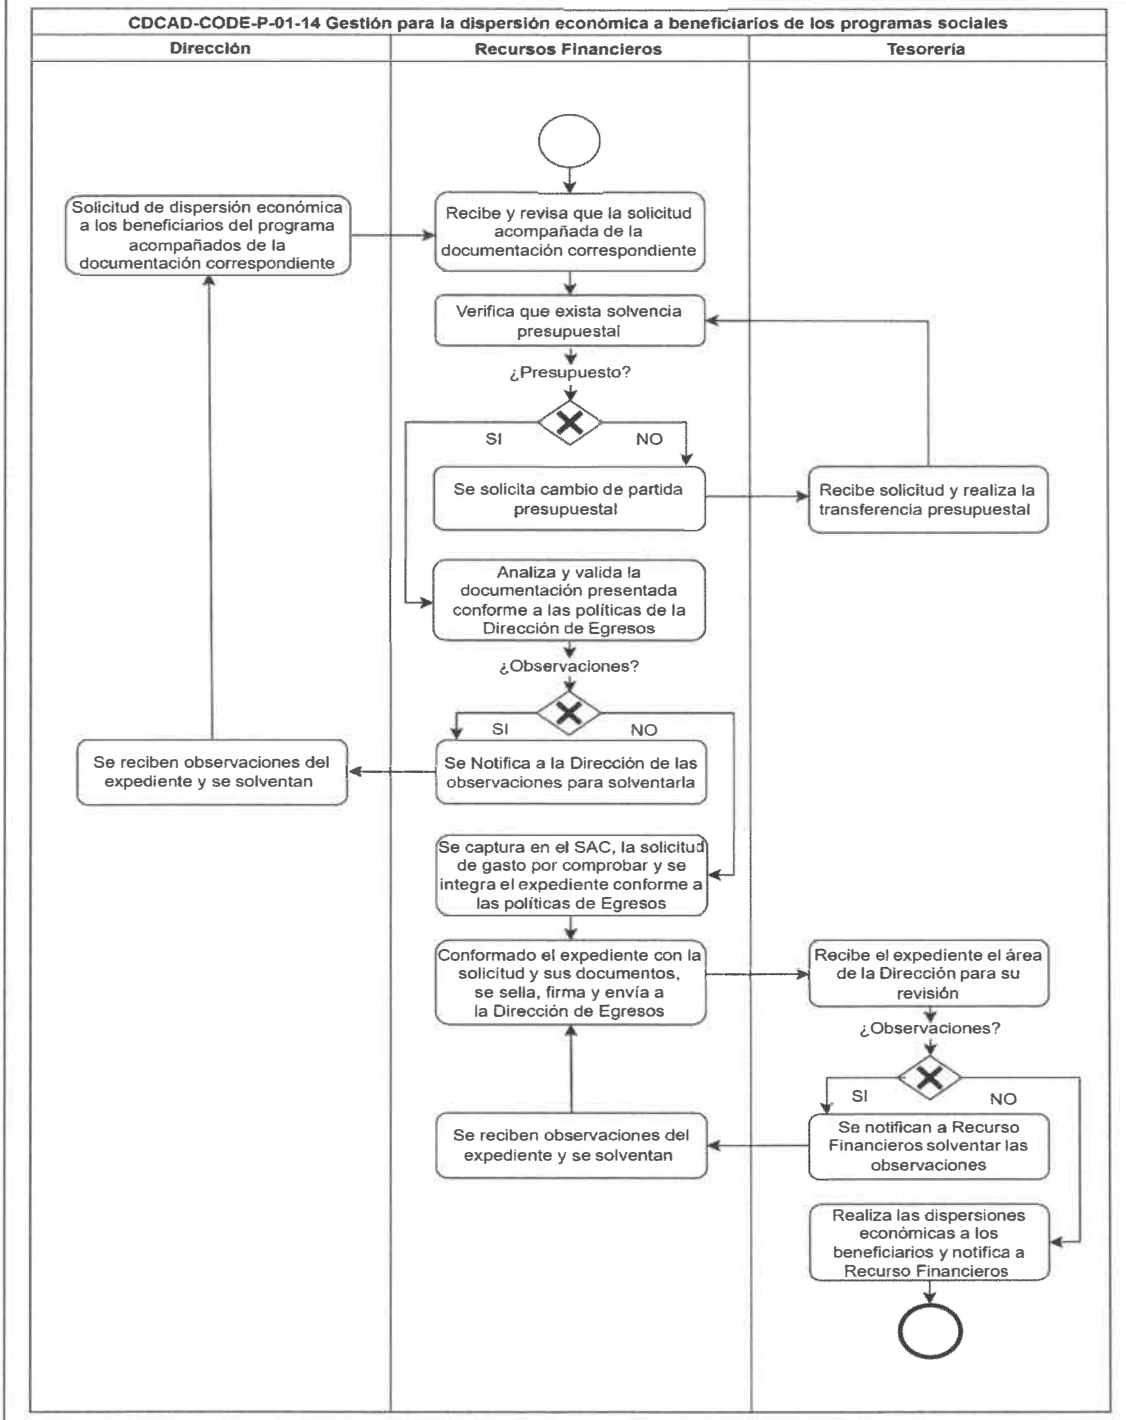 CDCAD-CODE-P-01-14 Gestión para la dispersión económica a beneficiarios de los programas sociales
Dirección
Recursos Financieros
Tesorería
Solicitud de dispersión económica
a los beneficiarios del programa
acompañados de la
documentación correspondiente
Recibe y revisa que la solicitud
acompañada de la
documentación correspondiente
Verifica que exista solvencia
presupuestal
¿Presupuesto?
SI
NO
Se solicita cambio de partida
presupuestal
Recibe solicitud y realiza la
transferencia presupuestal
Analiza y valida la
documentación presentada
conforme a las políticas de la
Dirección de Egresos
¿Observaciones?
SI
NO
Se Notifica a la Dirección de las
observaciones para solventarla
Se reciben observaciones del
expediente y se solventan
Se captura en el SAC, la solicitud
de gasto por comprobar y se
integra el expediente conforme a
las políticas de Egresos
Conformado el expediente con la
solicitud y sus documentos,
se sella, firma y envía a
la Dirección de Egresos
Recibe el expediente el área
de la Dirección para su
revisión
¿Observaciones?
SI
NO
Se notifican a Recurso
Financieros solventar las
observaciones
Se reciben observaciones del
expediente y se solventan
Realiza las dispersiones
económicas a los
beneficiarios y notifica a
Recurso Financieros